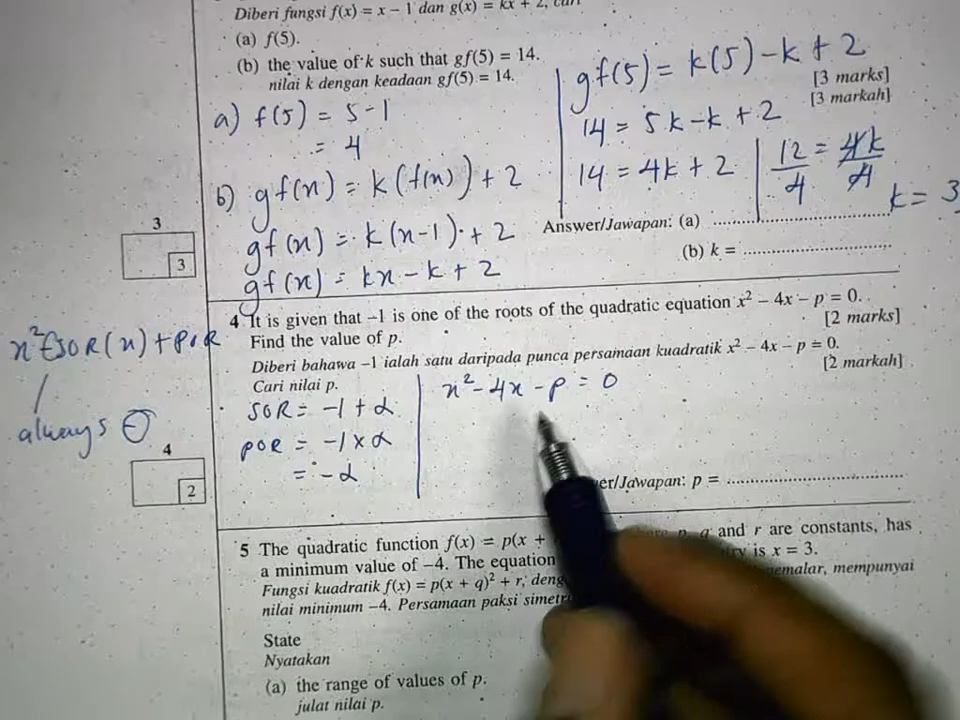 Diberi fungsi f(x) = x − 1 dan g(x) = kx + 2, cari
(a) f(5).
(b) the value of k such that gf(5) = 14.
nilai k dengan keadaan gf(5) = 14.
[3 marks]
[3 markah]
a) f(5) = 5-1
= 4
b) gf(x) = k(f(x)) + 2
gf(x) = k(x-1) + 2
gf(x) = kx - k + 2
gf(5) = k(5) - k + 2
14 = 5k - k + 2
14 = 4k + 2
12/4 = 4k/4
k = 3
Answer/Jawapan: (a) ........................
(b) k = ........................
3
3
4 It is given that −1 is one of the roots of the quadratic equation x² − 4x − p = 0.
Find the value of p.
[2 marks]
Diberi bahawa −1 ialah satu daripada punca persamaan kuadratik x² − 4x − p = 0.
Cari nilai p.
[2 markah]
x² - SOR(x) + POR
always ⊖
SOR = -1 + α
POR = -1 × α
= -α
x² - 4x - p = 0
4
2
er/Jawapan: p = ........................
5 The quadratic function f(x) = p(x +
q and r are constants, has
a minimum value of −4. The equation
is x = 3.
Fungsi kuadratik f(x) = p(x + q)² + r, deng
pemalar, mempunyai
nilai minimum −4. Persamaan paksi simetri
State
Nyatakan
(a) the range of values of p.
julat nilai p.